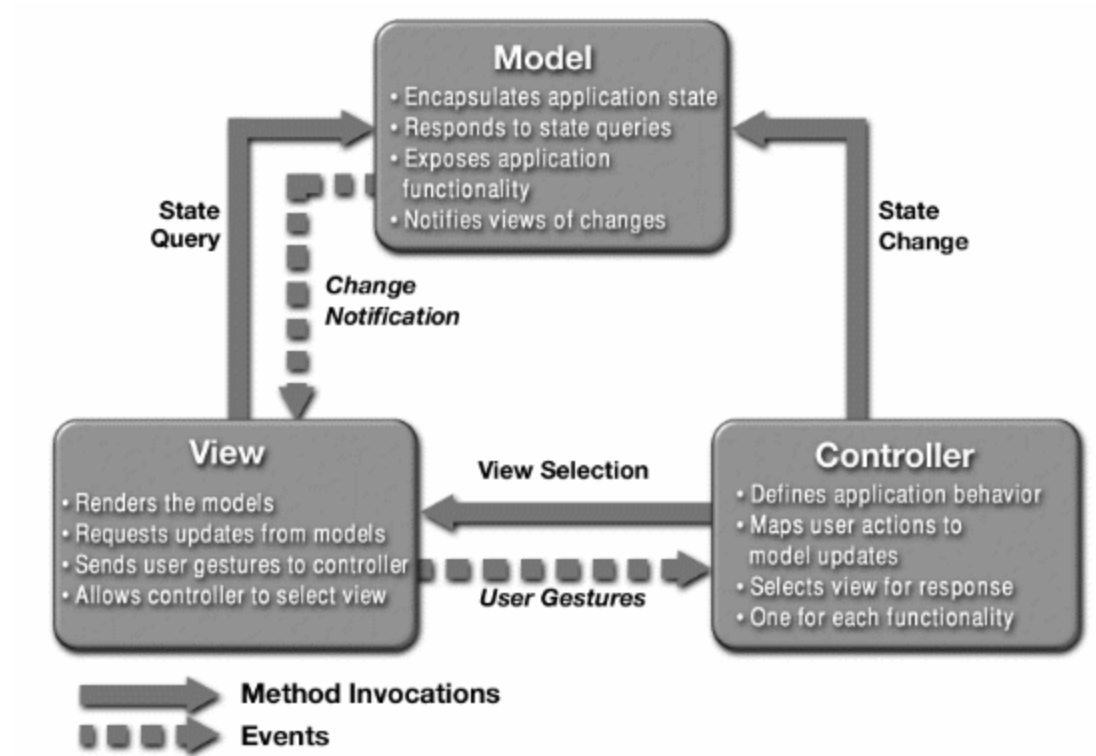 Model
• Encapsulates application state
• Responds to state queries
• Exposes application
functionality
• Notifies views of changes
State
Query
State
Change
Change
Notification
View
• Renders the models
• Requests updates from models
• Sends user gestures to controller
• Allows controller to select view
View Selection
User Gestures
Controller
• Defines application behavior
• Maps user actions to
model updates
• Selects view for response
• One for each functionality
Method Invocations
Events